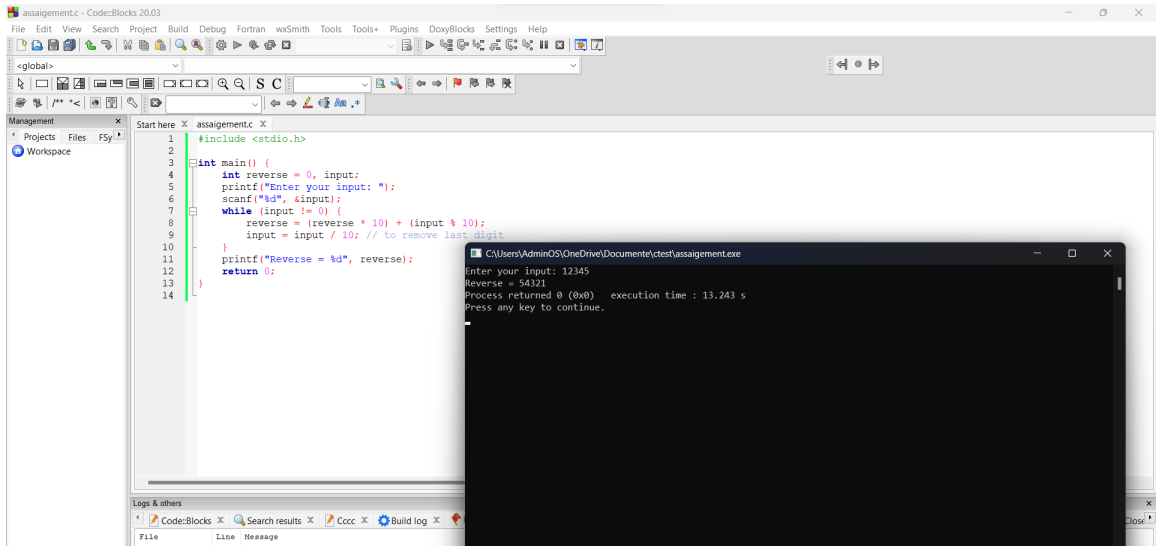 assaigement.c - Code::Blocks 20.03
File Edit View Search Project Build Debug Fortran wxSmith Tools Tools+ Plugins DoxyBlocks Settings Help
<global>
S C
/** *< Aa .*
Management
Projects Files FSy
Workspace
Start here X assaigement.c X
1 #include <stdio.h>
2
3 int main() {
4 int reverse = 0, input;
5 printf("Enter your input: ");
6 scanf("%d", &input);
7 while (input != 0) {
8 reverse = (reverse * 10) + (input % 10);
9 input = input / 10; // to remove last digit
10 }
11 printf("Reverse = %d", reverse);
12 return 0;
13 }
14
C:\Users\AdminOS\OneDrive\Documente\ctest\assaigement.exe
Enter your input: 12345
Reverse = 54321
Process returned 0 (0x0) execution time : 13.243 s
Press any key to continue.
Logs & others
Code::Blocks X Search results X Cccc X Build log X
Close
File Line Message